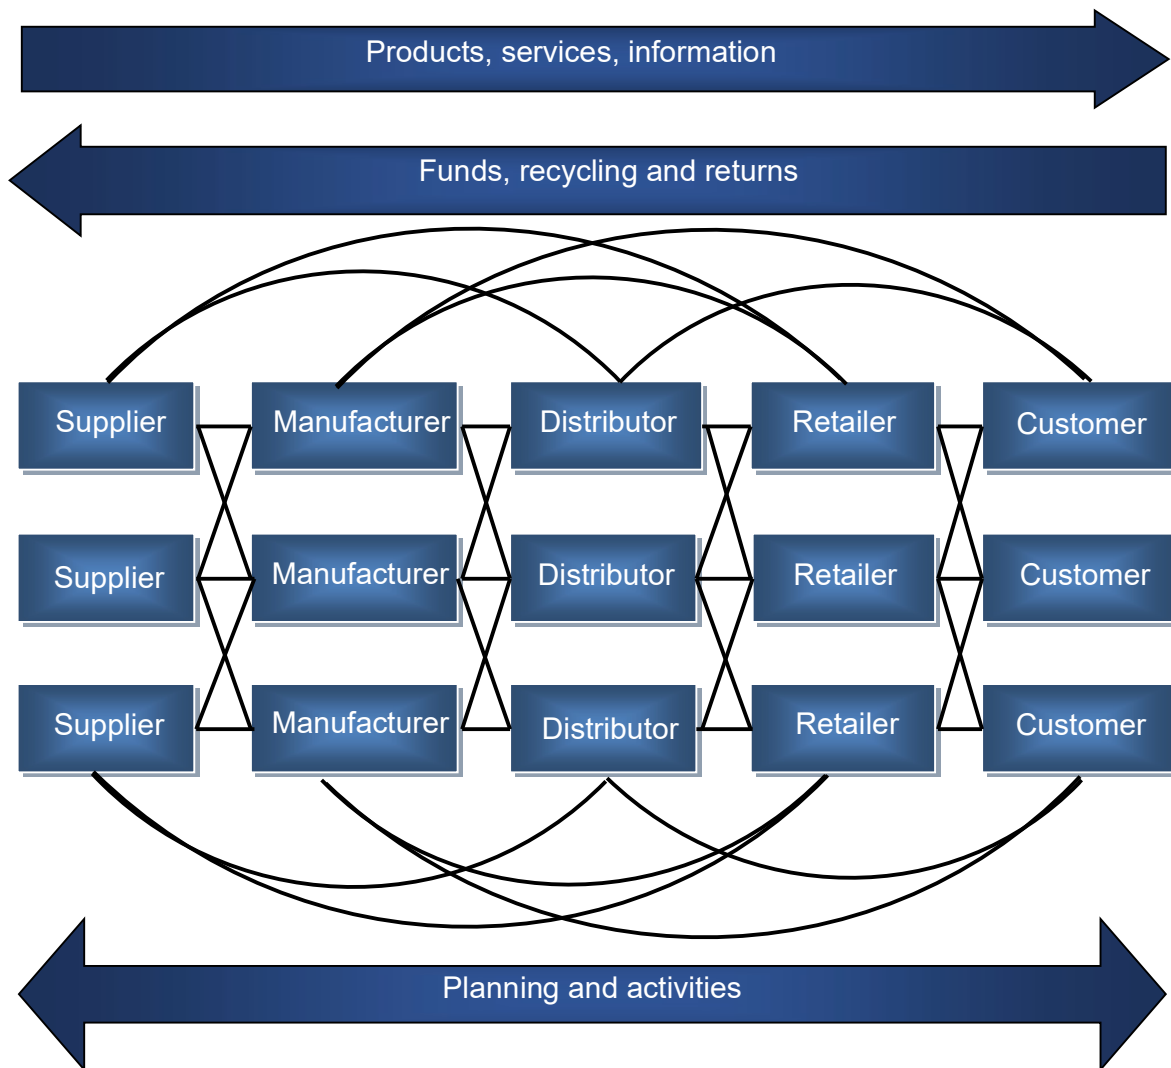 Products, services, information
Funds, recycling and returns
Supplier
Manufacturer
Distributor
Retailer
Customer
Supplier
Manufacturer
Distributor
Retailer
Customer
Supplier
Manufacturer
Distributor
Retailer
Customer
Planning and activities